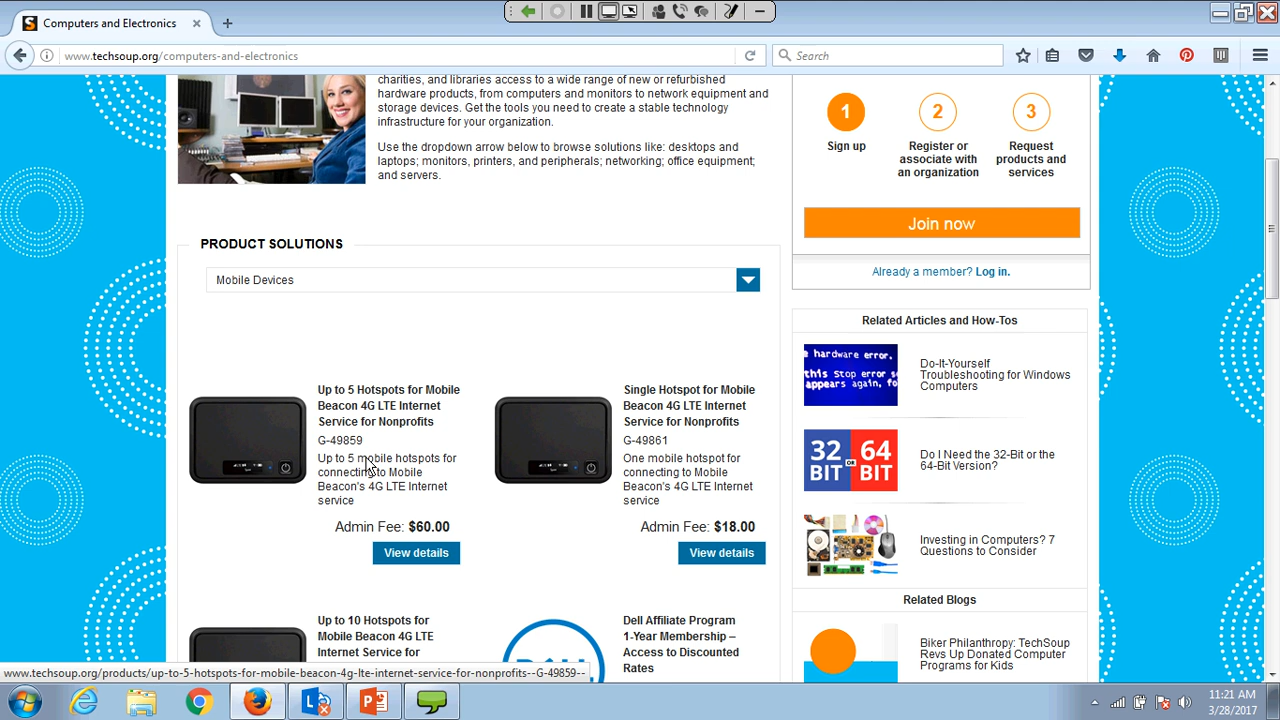 Computers and Electronics
www.techsoup.org/computers-and-electronics
Search
charities, and libraries access to a wide range of new or refurbished
hardware products, from computers and monitors to network equipment and
storage devices. Get the tools you need to create a stable technology
infrastructure for your organization.
Use the dropdown arrow below to browse solutions like: desktops and
laptops; monitors, printers, and peripherals; networking; office equipment;
and servers.
1
Sign up
2
Register or
associate with
an organization
3
Request
products and
services
Join now
Already a member? Log in.
PRODUCT SOLUTIONS
Mobile Devices
Up to 5 Hotspots for Mobile
Beacon 4G LTE Internet
Service for Nonprofits
G-49859
Up to 5 mobile hotspots for
connecting to Mobile
Beacon's 4G LTE Internet
service
Admin Fee: $60.00
View details
Single Hotspot for Mobile
Beacon 4G LTE Internet
Service for Nonprofits
G-49861
One mobile hotspot for
connecting to Mobile
Beacon's 4G LTE Internet
service
Admin Fee: $18.00
View details
Up to 10 Hotspots for
Mobile Beacon 4G LTE
Internet Service for
Dell Affiliate Program
1-Year Membership –
Access to Discounted
Rates
Related Articles and How-Tos
hardware error.
this Stop error s
appears again, fo
Do-It-Yourself
Troubleshooting for Windows
Computers
32
BIT
OR
64
BIT
Do I Need the 32-Bit or the
64-Bit Version?
Investing in Computers? 7
Questions to Consider
Related Blogs
Biker Philanthropy: TechSoup
Revs Up Donated Computer
Programs for Kids
www.techsoup.org/products/up-to-5-hotspots-for-mobile-beacon-4g-lte-internet-service-for-nonprofits--G-49859--
11:21 AM
3/28/2017